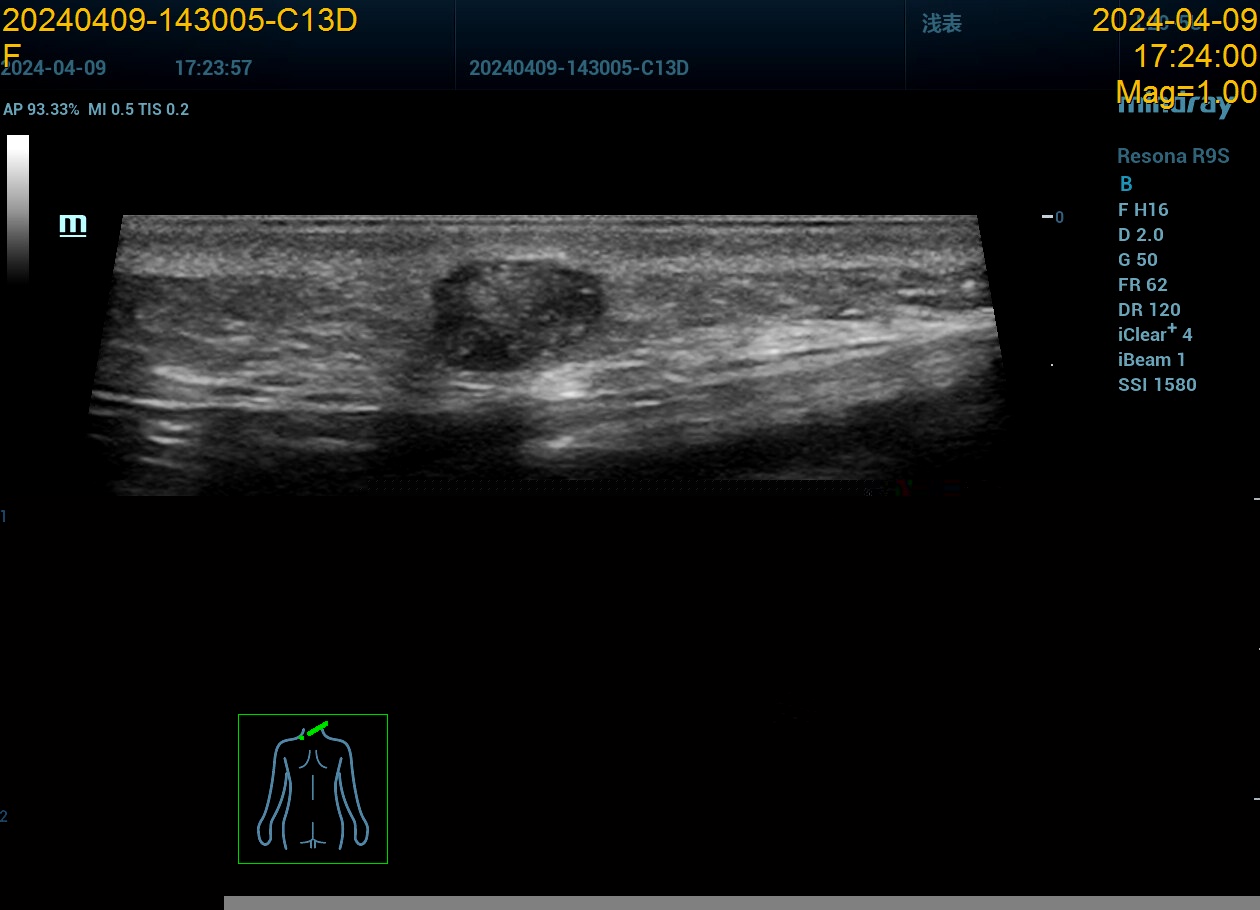 20240409-143005-C13D
F
2024-04-09 17:23:57
20240409-143005-C13D
浅表
2024-04-09
17:24:00
Mag=1.00
AP 93.33% MI 0.5 TIS 0.2
mindray
m
0
Resona R9S
B
F H16
D 2.0
G 50
FR 62
DR 120
iClear+ 4
iBeam 1
SSI 1580
1
2